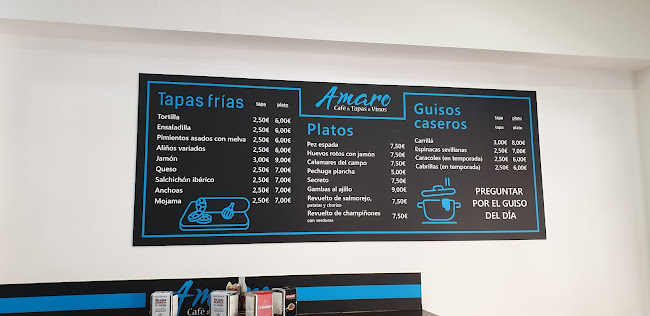 Amaro
Café & Tapas & Vinos
Tapas frías tapa plato
Tortilla 2,50€ 6,00€
Ensaladilla 2,50€ 6,00€
Pimientos asados con melva 2,50€ 6,00€
Aliños variados 2,50€ 6,00€
Jamón 3,00€ 9,00€
Queso 2,50€ 7,00€
Salchichón ibérico 2,50€ 7,00€
Anchoas 2,50€ 7,00€
Mojama 2,50€ 7,00€
Platos
Pez espada 7,50€
Huevos rotos con jamón 7,50€
Calamares del campo 7,50€
Pechuga plancha 5,00€
Secreto 7,50€
Gambas al ajillo 9,00€
Revuelto de salmorejo, 7,50€
patatas y chorizo
Revuelto de champiñones 7,50€
con verduras
Guisos tapa plato
caseros tapa plato
Carrillá 3,00€ 8,00€
Espinacas sevillanas 2,50€ 7,00€
Caracoles (en temporada) 2,50€ 6,00€
Cabrillas (en temporada) 2,50€ 6,00€
PREGUNTAR
POR EL GUISO
DEL DÍA
Café &